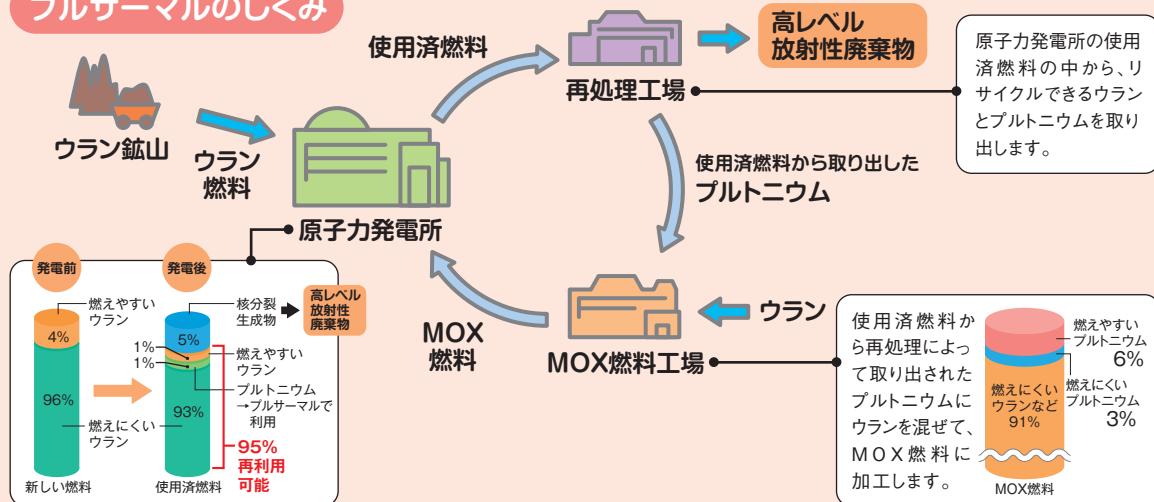 プルサーマルのしくみ
ウラン鉱山
ウラン
燃料
使用済燃料
再処理工場
高レベル
放射性廃棄物
原子力発電所の使用
済燃料の中から、リ
サイクルできるウラン
とプルトニウムを取り
出します。
使用済燃料から取り出した
プルトニウム
原子力発電所
MOX
燃料
MOX燃料工場
ウラン
使用済燃料か
ら再処理によっ
て取り出された
プルトニウムに
ウランを混ぜて、
MOX燃料に
加工します。
燃えやすい
プルトニウム
6%
燃えにくい
プルトニウム
3%
燃えにくい
ウランなど
91%
MOX燃料
発電前
燃えやすい
ウラン
4%
96%
燃えにくい
ウラン
新しい燃料
発電後
核分裂
生成物
高レベル
放射性
廃棄物
5%
1%
1%
燃えやすい
ウラン
プルトニウム
→プルサーマルで
利用
93%
95%
再利用
可能
使用済燃料